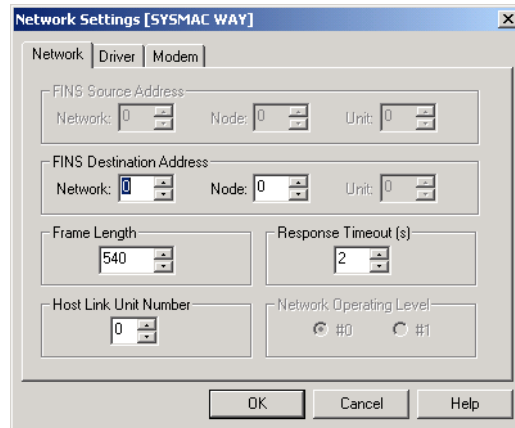 Network Settings [SYSMAC WAY]
Network Driver Modem
FINS Source Address
Network: 0 Node: 0 Unit: 0
FINS Destination Address
Network: 0 Node: 0 Unit: 0
Frame Length Response Timeout (s)
540 2
Host Link Unit Number Network Operating Level
0 #0 #1
OK Cancel Help